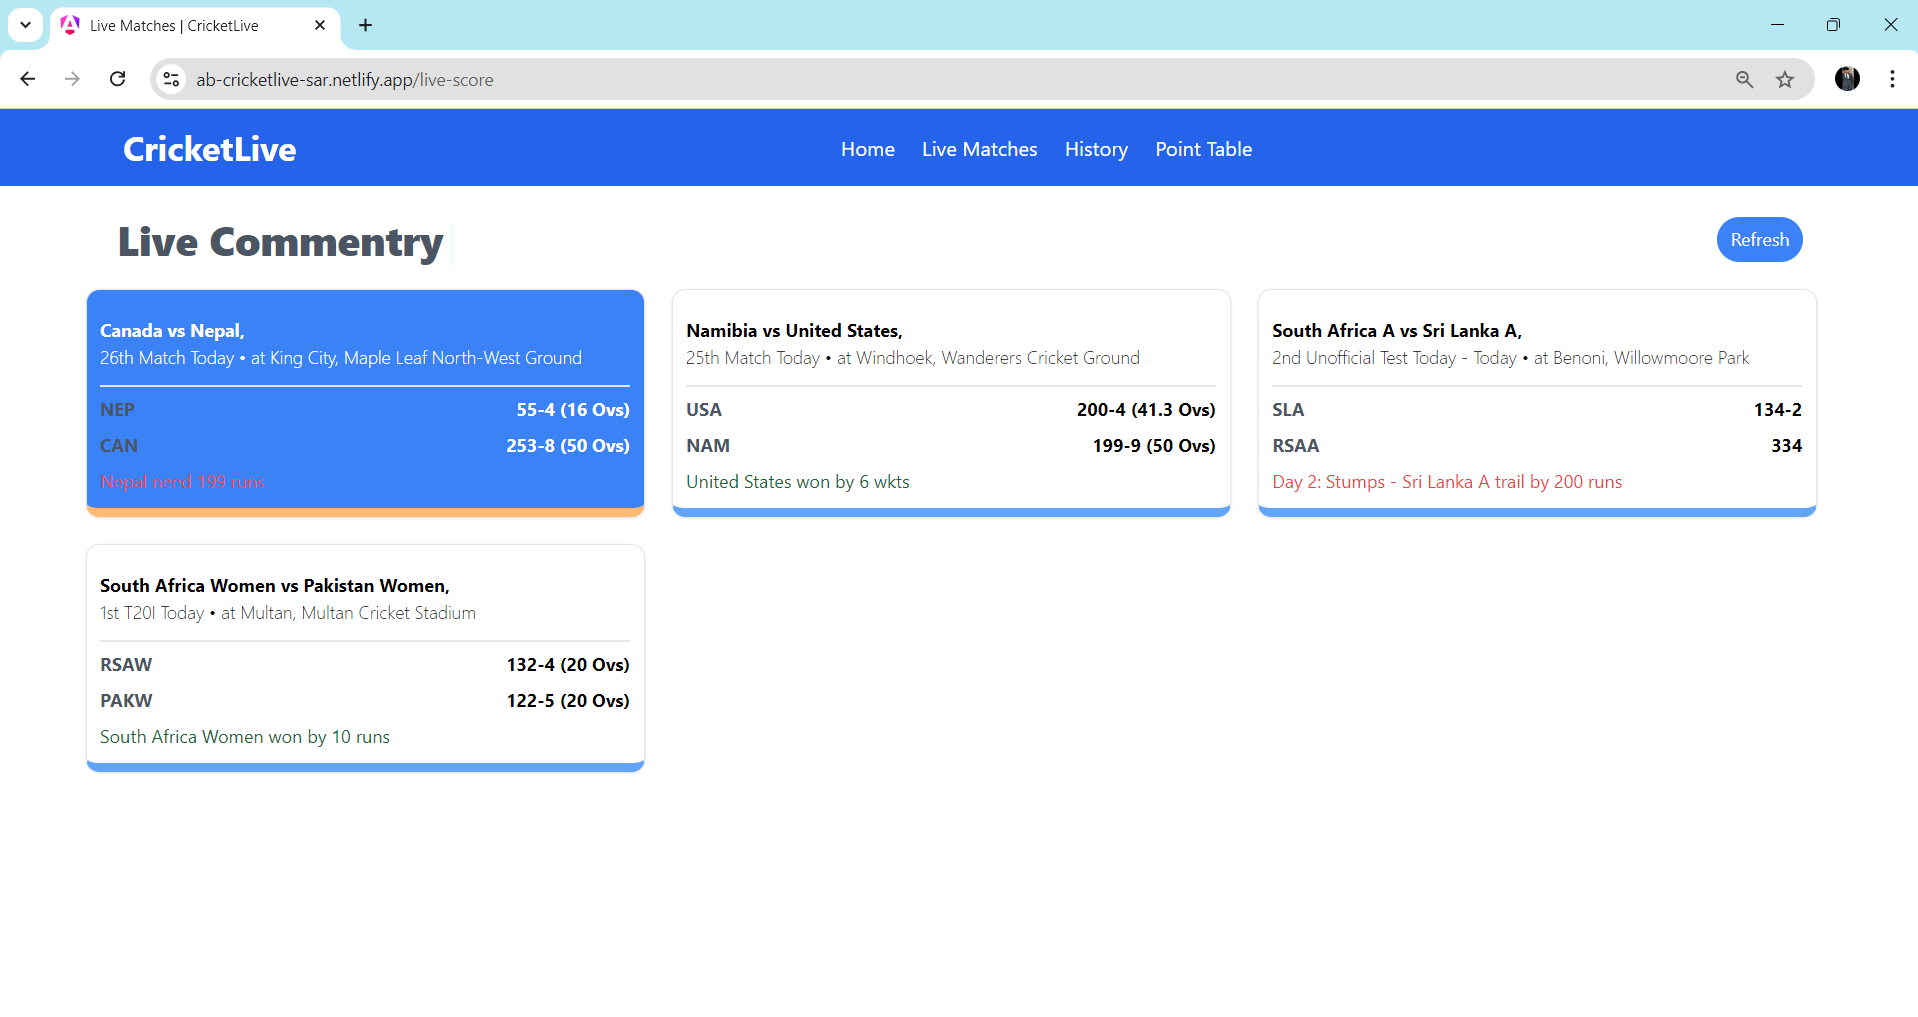 Live Matches | CricketLive
ab-cricketlive-sar.netlify.app/live-score
CricketLive
Home Live Matches History Point Table
Live Commentry
Refresh
Canada vs Nepal,
26th Match Today • at King City, Maple Leaf North-West Ground
NEP 55-4 (16 Ovs)
CAN 253-8 (50 Ovs)
Nepal need 199 runs
Namibia vs United States,
25th Match Today • at Windhoek, Wanderers Cricket Ground
USA 200-4 (41.3 Ovs)
NAM 199-9 (50 Ovs)
United States won by 6 wkts
South Africa A vs Sri Lanka A,
2nd Unofficial Test Today - Today • at Benoni, Willowmoore Park
SLA 134-2
RSAA 334
Day 2: Stumps - Sri Lanka A trail by 200 runs
South Africa Women vs Pakistan Women,
1st T20I Today • at Multan, Multan Cricket Stadium
RSAW 132-4 (20 Ovs)
PAKW 122-5 (20 Ovs)
South Africa Women won by 10 runs